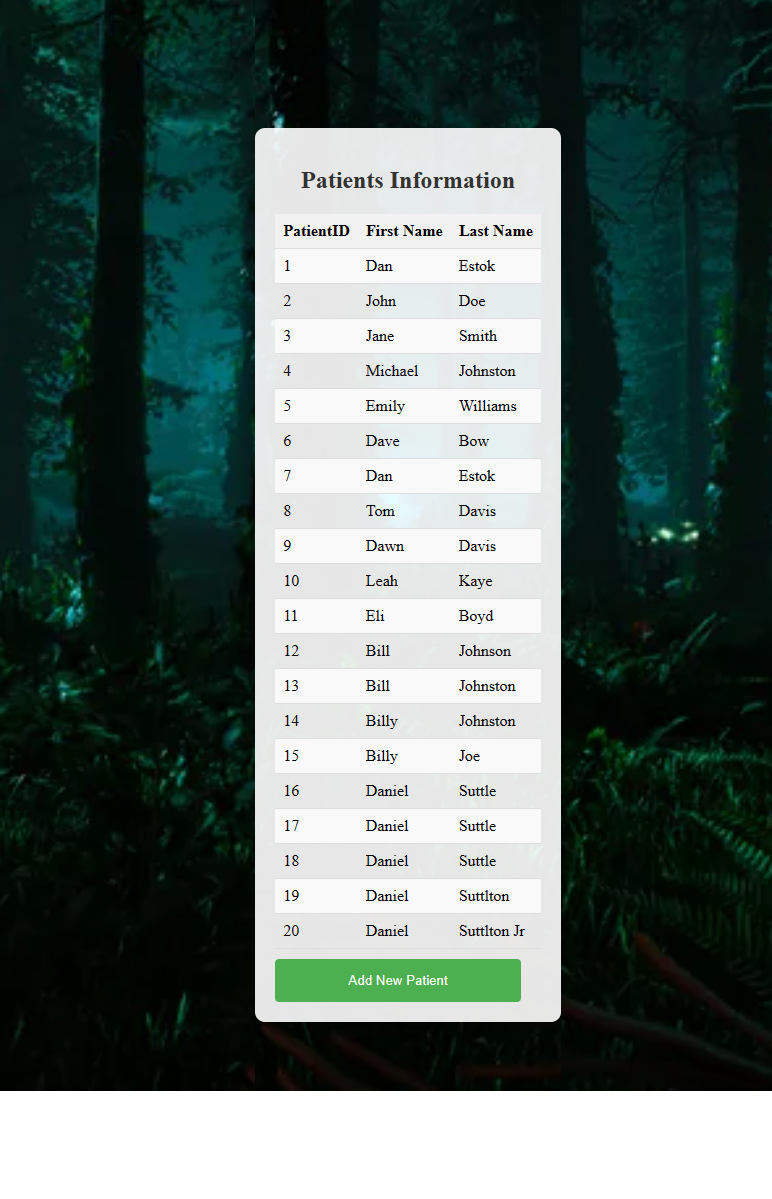 Patients Information
PatientID First Name Last Name
1 Dan Estok
2 John Doe
3 Jane Smith
4 Michael Johnston
5 Emily Williams
6 Dave Bow
7 Dan Estok
8 Tom Davis
9 Dawn Davis
10 Leah Kaye
11 Eli Boyd
12 Bill Johnson
13 Bill Johnston
14 Billy Johnston
15 Billy Joe
16 Daniel Suttle
17 Daniel Suttle
18 Daniel Suttle
19 Daniel Suttlton
20 Daniel Suttlton Jr
Add New Patient